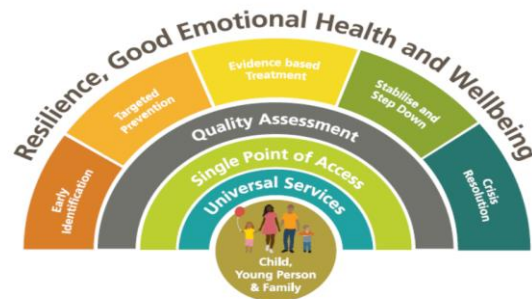 Resilience, Good Emotional Health and Wellbeing
Early
Identification
Targeted
Prevention
Evidence based
Treatment
Stabilise and
Step Down
Crisis
Resolution
Quality Assessment
Single Point of Access
Universal Services
Child,
Young Person
& Family